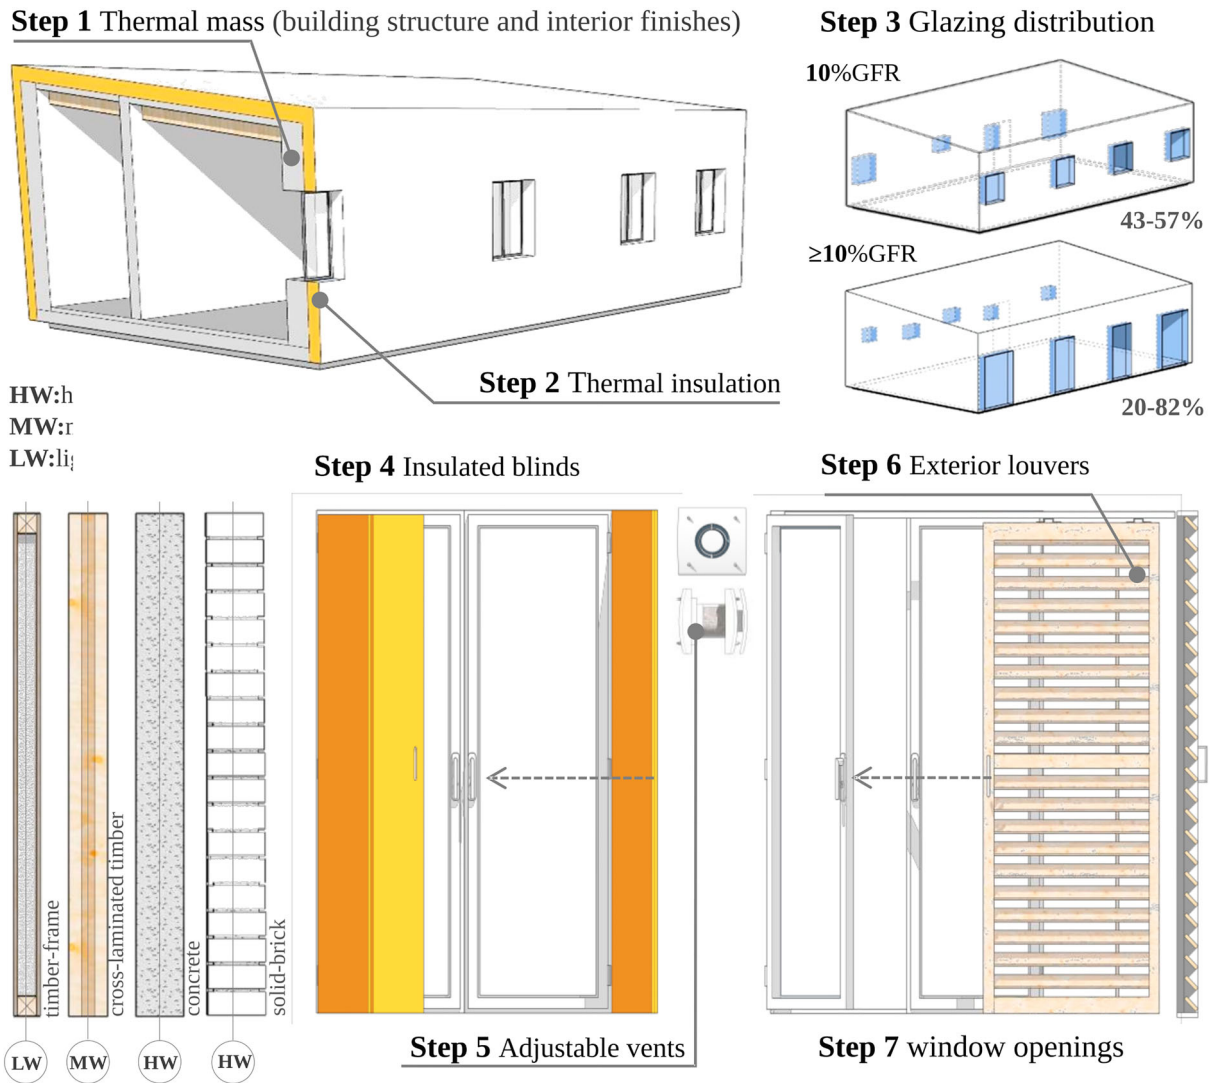 Step 1 Thermal mass (building structure and interior finishes)
Step 3 Glazing distribution
10%GFR
43-57%
≥10%GFR
20-82%
Step 2 Thermal insulation
HW:h
MW:
LW:li
Step 4 Insulated blinds
Step 6 Exterior louvers
timber-frame
cross-laminated timber
concrete
solid-brick
LW
MW
HW
HW
Step 5 Adjustable vents
Step 7 window openings